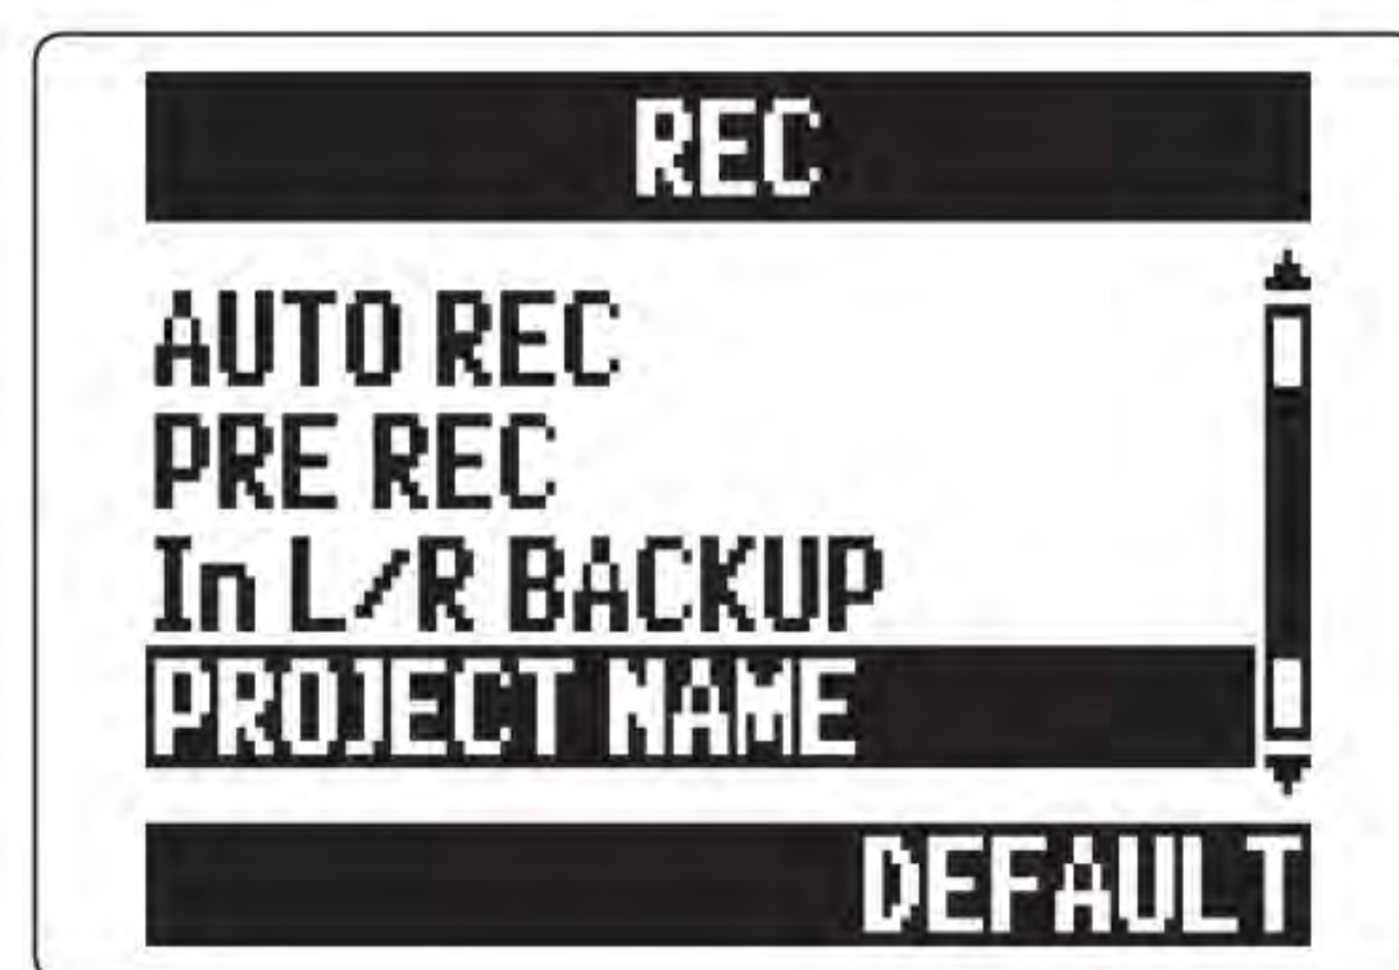 REC
AUTO REC
PRE REC
In L/R BACKUP
PROJECT NAME
DEFAULT